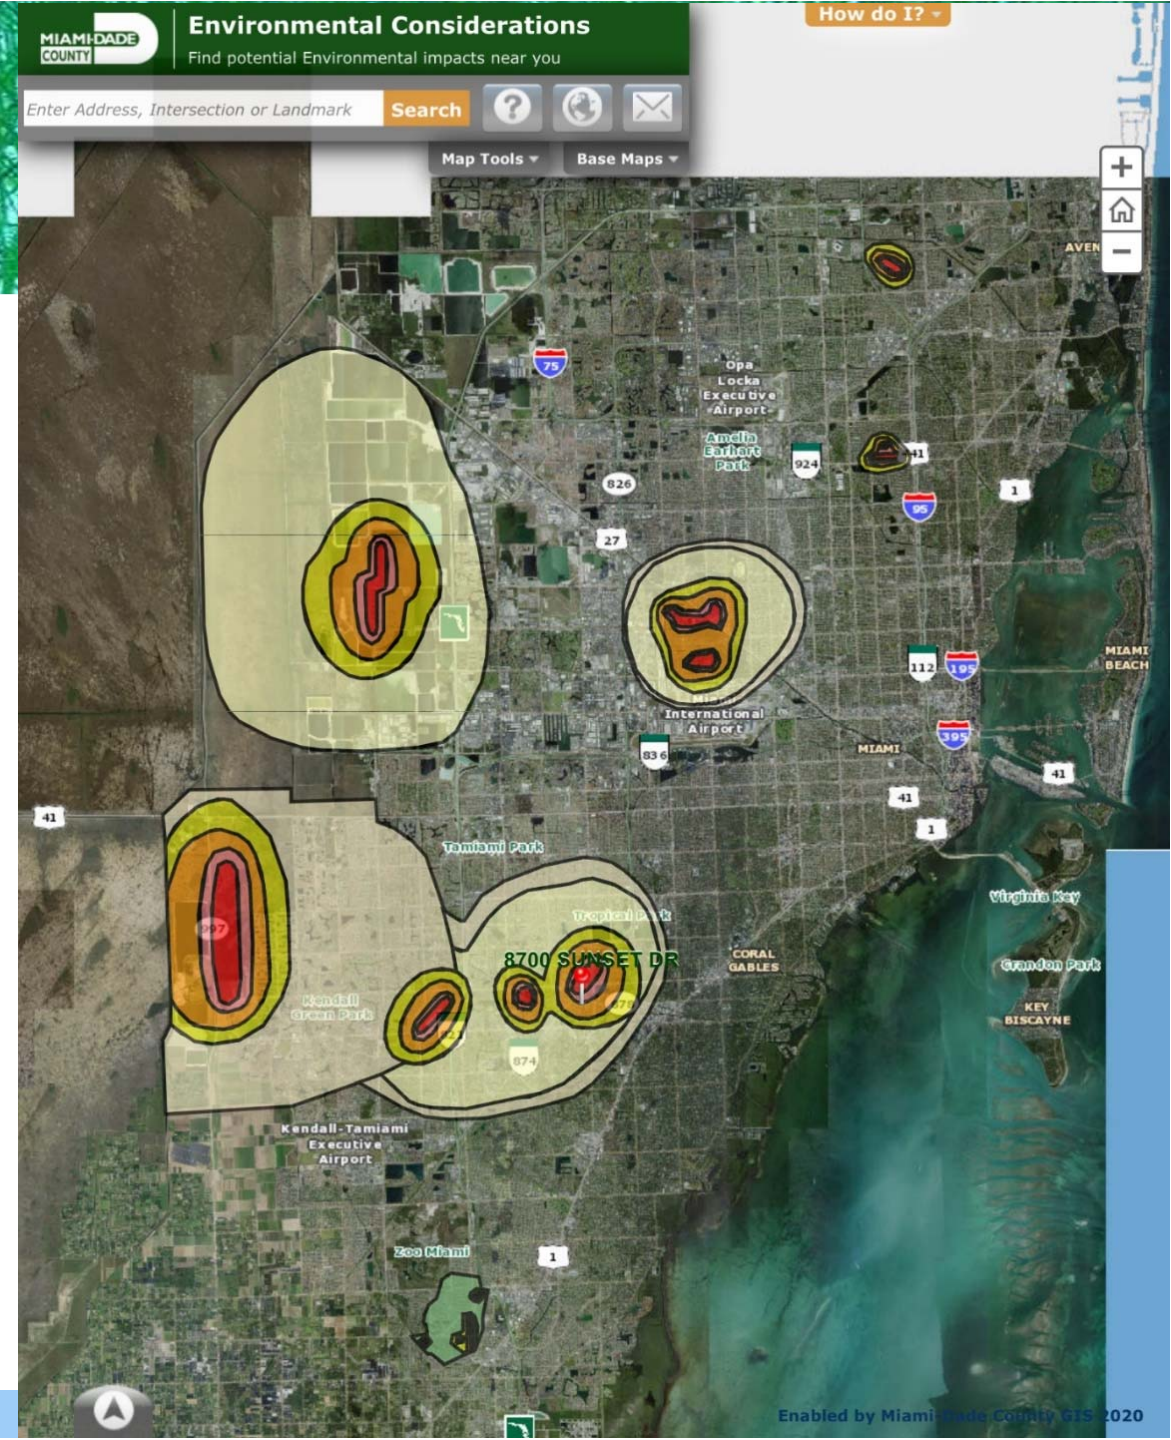 How do I?
MIAMI-DADE
COUNTY
Environmental Considerations
Find potential Environmental impacts near you
Enter Address, Intersection or Landmark
Search
?
Map Tools
Base Maps
+
−
AVEN
75
Opa
Locka
Executive
Airport
Amelia
Earhart
Park
924
41
826
1
95
27
112
195
MIAMI
BEACH
International
Airport
836
MIAMI
395
41
41
41
1
Tamiami Park
Virginia Key
Tropical Park
997
8700 SUNSET DR
CORAL
GABLES
Crandon Park
Kendall
Green Park
878
KEY
BISCAYNE
821
874
Kendall-Tamiami
Executive
Airport
Zoo Miami
1
Enabled by Miami-Dade County GIS 2020